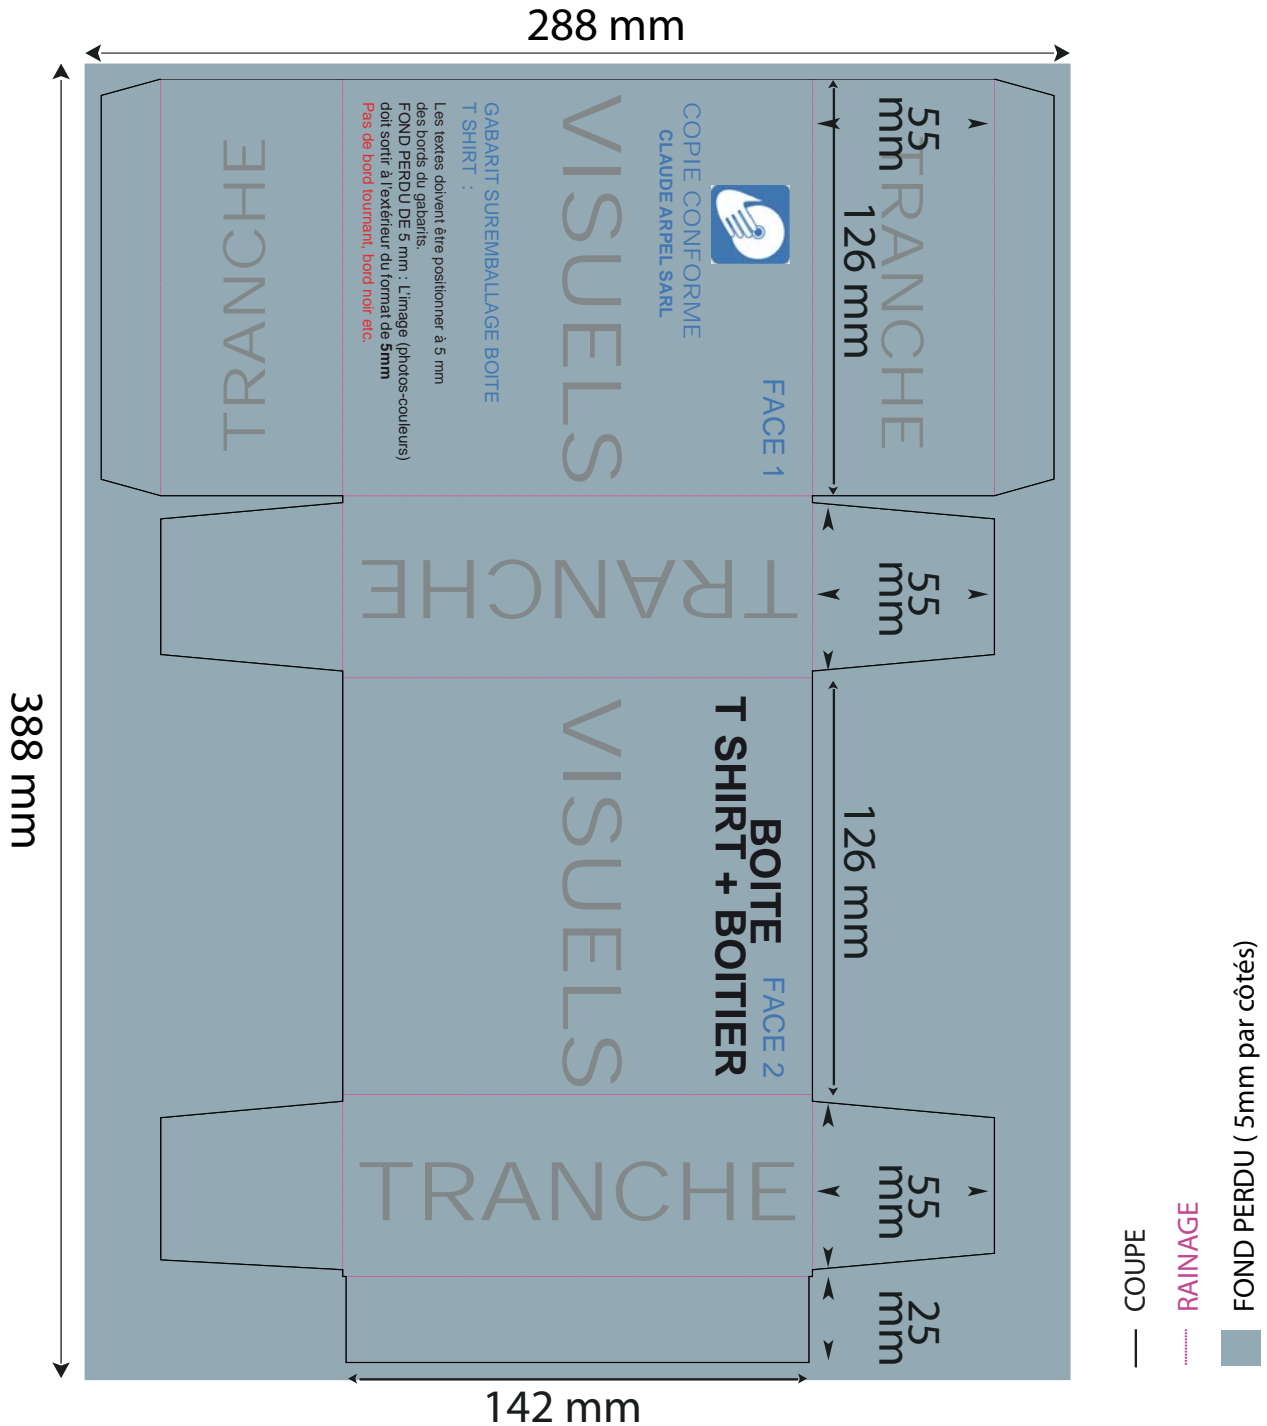 288 mm
388 mm
TRANCHE
VISUELS
COPIE CONFORME
CLAUDE ARPEL SARL
FACE 1
GABARIT SUREMBALLAGE BOITE
T SHIRT :
Les textes doivent être positionner à 5 mm
des bords du gabarits.
FOND PERDU DE 5 mm : L'image (photos-couleurs)
doit sortir à l'extérieur du format de 5mm
Pas de bord tournant, bord noir etc.
126 mm
55
mm
TRANCHE
TRANCHE
55
mm
VISUELS
BOITE
T SHIRT + BOITIER
FACE 2
126 mm
TRANCHE
55
mm
25
mm
142 mm
COUPE
RAINAGE
FOND PERDU ( 5mm par côtés)